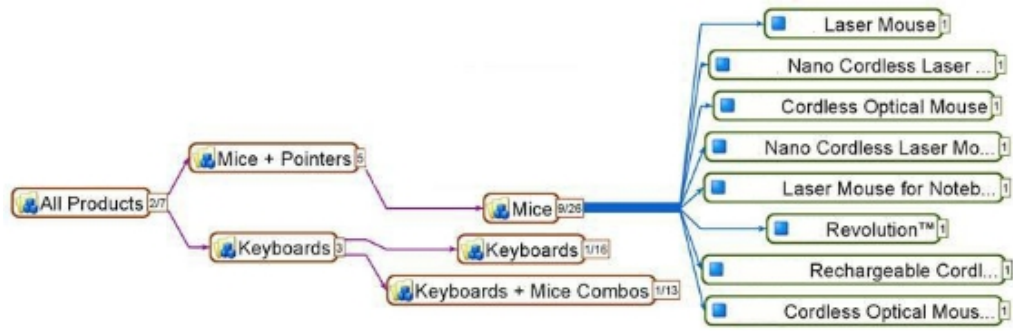 Laser Mouse 1
Nano Cordless Laser ... 1
Cordless Optical Mouse 1
Mice + Pointers 5
Nano Cordless Laser Mo... 1
All Products 2/7
Mice 9/26
Laser Mouse for Noteb... 1
Revolution™ 1
Keyboards 3
Keyboards 1/16
Rechargeable Cordl... 1
Keyboards + Mice Combos 1/13
Cordless Optical Mous... 1